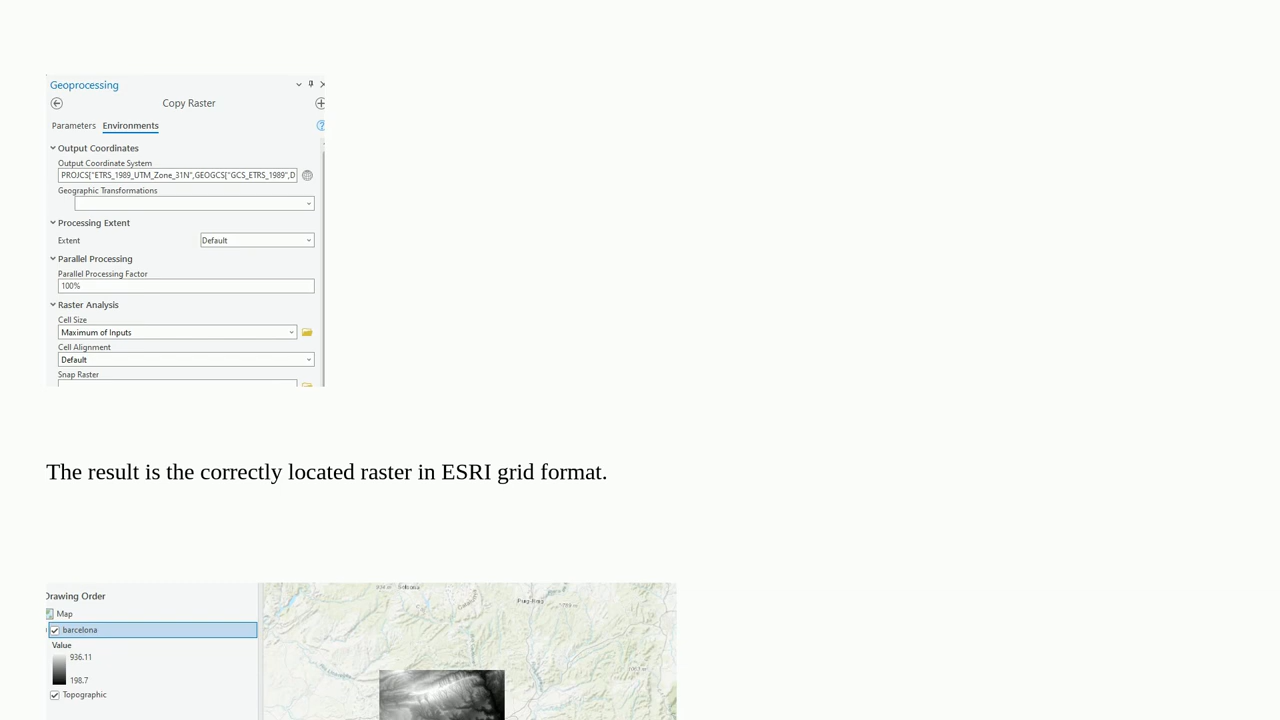 Geoprocessing
Copy Raster
Parameters Environments
Output Coordinates
Output Coordinate System
PROJCS["ETRS_1989_UTM_Zone_31N",GEOGCS["GCS_ETRS_1989",D
Geographic Transformations
Processing Extent
Extent Default
Parallel Processing
Parallel Processing Factor
100%
Raster Analysis
Cell Size
Maximum of Inputs
Cell Alignment
Default
Snap Raster
The result is the correctly located raster in ESRI grid format.
Drawing Order
Map
barcelona
Value
936.11
198.7
Topographic